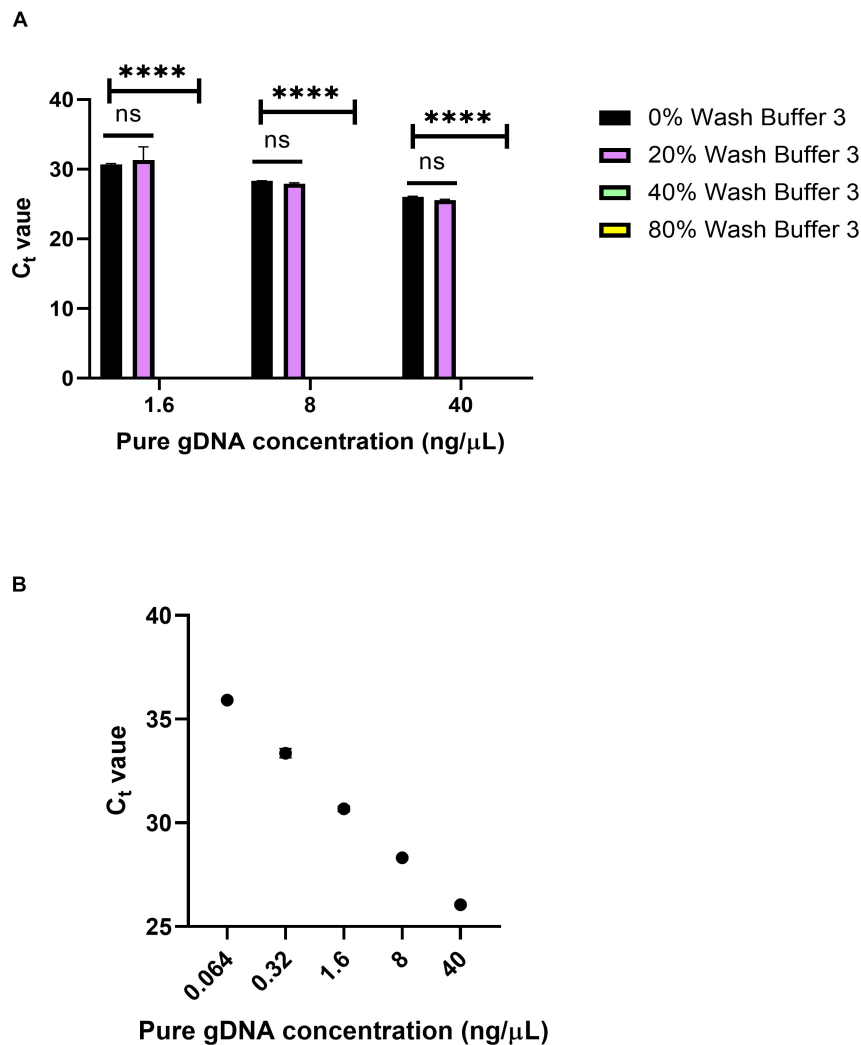 A
****
****
****
ns
ns
ns
40
30
20
10
0
C_t vaue
1.6
8
40
Pure gDNA concentration (ng/μL)
0% Wash Buffer 3
20% Wash Buffer 3
40% Wash Buffer 3
80% Wash Buffer 3
B
40
35
30
25
C_t vaue
0.064
0.32
1.6
8
40
Pure gDNA concentration (ng/μL)